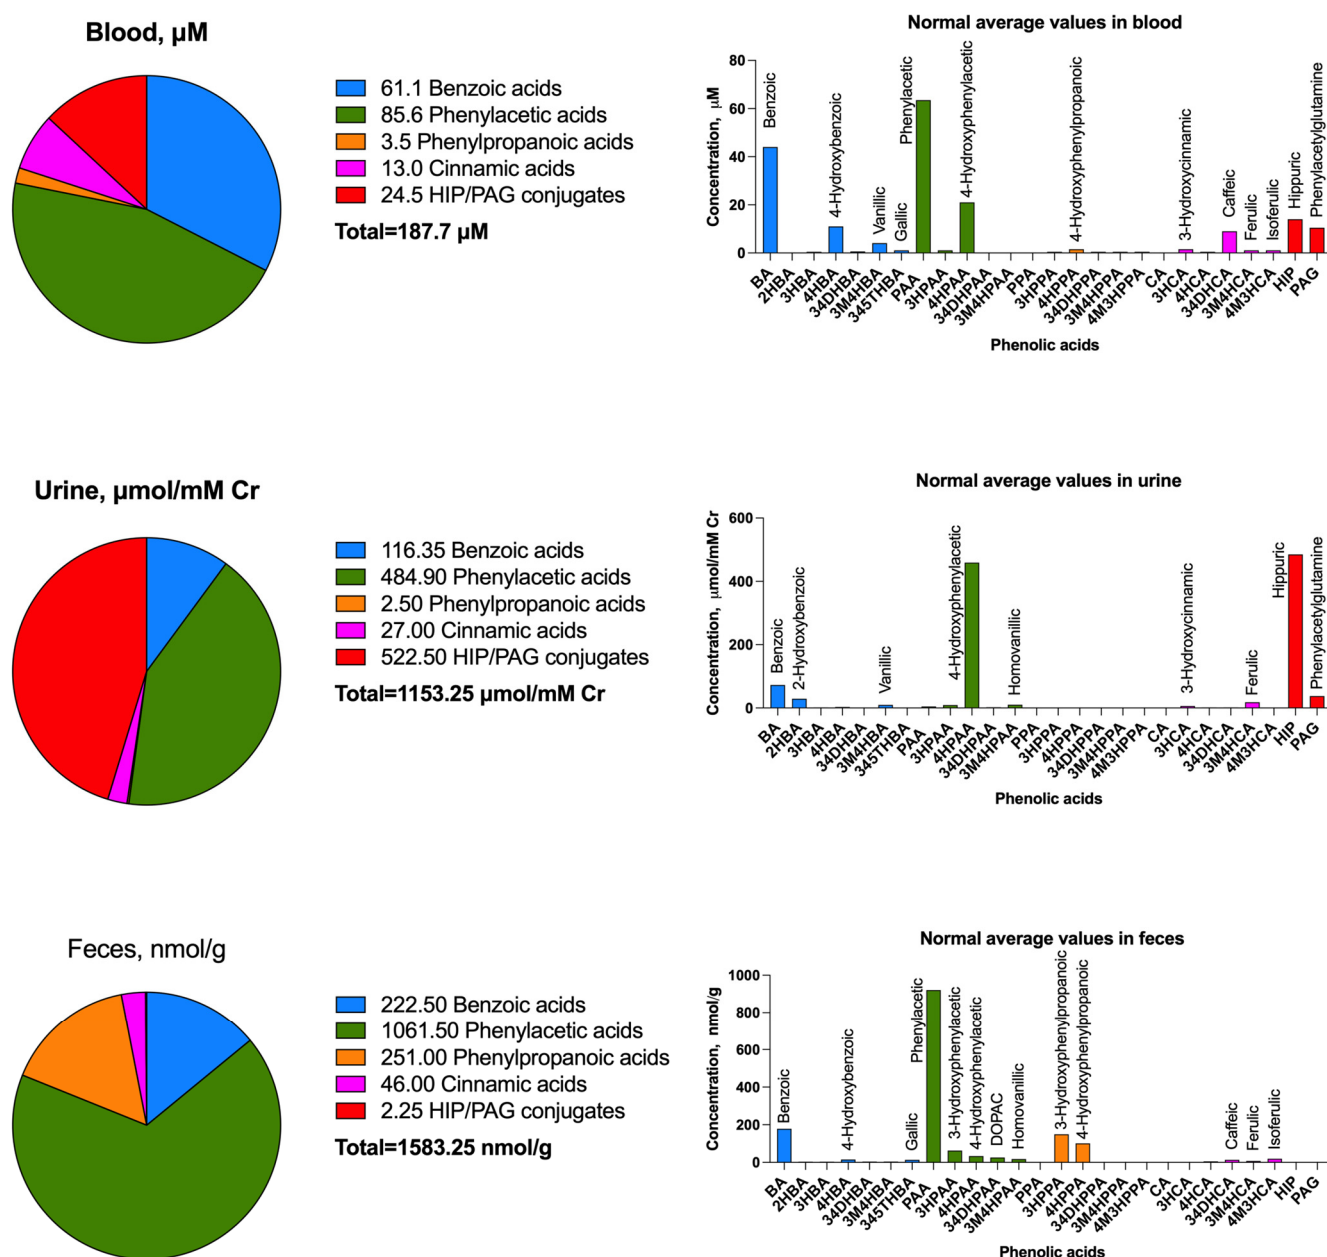 Blood, µM
61.1 Benzoic acids
85.6 Phenylacetic acids
3.5 Phenylpropanoic acids
13.0 Cinnamic acids
24.5 HIP/PAG conjugates
Total=187.7 µM
Normal average values in blood
Concentration, µM
80
60
40
20
0
Benzoic
4-Hydroxybenzoic
Vanillic
Gallic
Phenylacetic
4-Hydroxyphenylacetic
4-Hydroxyphenylpropanoic
3-Hydroxycinnamic
Caffeic
Ferulic
Isoferulic
Hippuric
Phenylacetylglutamine
BA
2HBA
3HBA
4HBA
34DHBA
3M4HBA
345THBA
PAA
3HPAA
4HPAA
34DHPAA
3M4HPAA
PPA
3HPPA
4HPPA
34DHPPA
3M4HPPA
4M3HPPA
CA
3HCA
4HCA
34DHCA
3M4HCA
4M3HCA
HIP
PAG
Phenolic acids
Urine, µmol/mM Cr
116.35 Benzoic acids
484.90 Phenylacetic acids
2.50 Phenylpropanoic acids
27.00 Cinnamic acids
522.50 HIP/PAG conjugates
Total=1153.25 µmol/mM Cr
Normal average values in urine
Concentration, µmol/mM Cr
600
400
200
0
Benzoic
2-Hydroxybenzoic
Vanillic
4-Hydroxyphenylacetic
Homovanillic
3-Hydroxycinnamic
Ferulic
Hippuric
Phenylacetylglutamine
BA
2HBA
3HBA
4HBA
34DHBA
3M4HBA
345THBA
PAA
3HPAA
4HPAA
34DHPAA
3M4HPAA
PPA
3HPPA
4HPPA
34DHPPA
3M4HPPA
4M3HPPA
CA
3HCA
4HCA
34DHCA
3M4HCA
4M3HCA
HIP
PAG
Phenolic acids
Feces, nmol/g
222.50 Benzoic acids
1061.50 Phenylacetic acids
251.00 Phenylpropanoic acids
46.00 Cinnamic acids
2.25 HIP/PAG conjugates
Total=1583.25 nmol/g
Normal average values in feces
Concentration, nmol/g
1000
800
600
400
200
0
Benzoic
4-Hydroxybenzoic
Gallic
Phenylacetic
3-Hydroxyphenylacetic
4-Hydroxyphenylacetic
DOPAC
Homovanillic
3-Hydroxyphenylpropanoic
4-Hydroxyphenylpropanoic
Caffeic
Ferulic
Isoferulic
BA
2HBA
3HBA
4HBA
34DHBA
3M4HBA
345THBA
PAA
3HPAA
4HPAA
34DHPAA
3M4HPAA
PPA
3HPPA
4HPPA
34DHPPA
3M4HPPA
4M3HPPA
CA
3HCA
4HCA
34DHCA
3M4HCA
4M3HCA
HIP
PAG
Phenolic acids